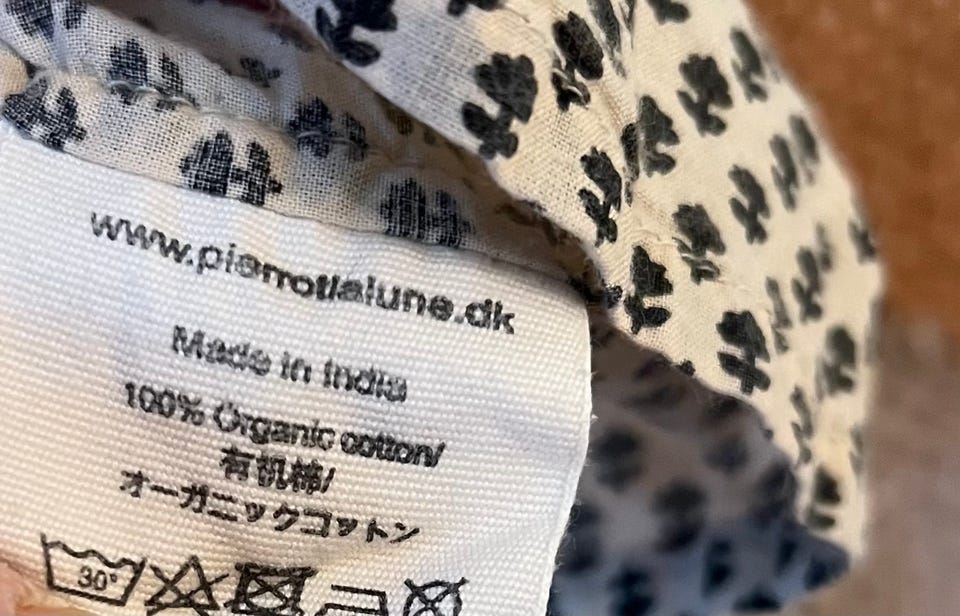 www.pierrotlalune.dk
Made in India
100% Organic cotton/
有机棉/
オーガニックコットン
30°